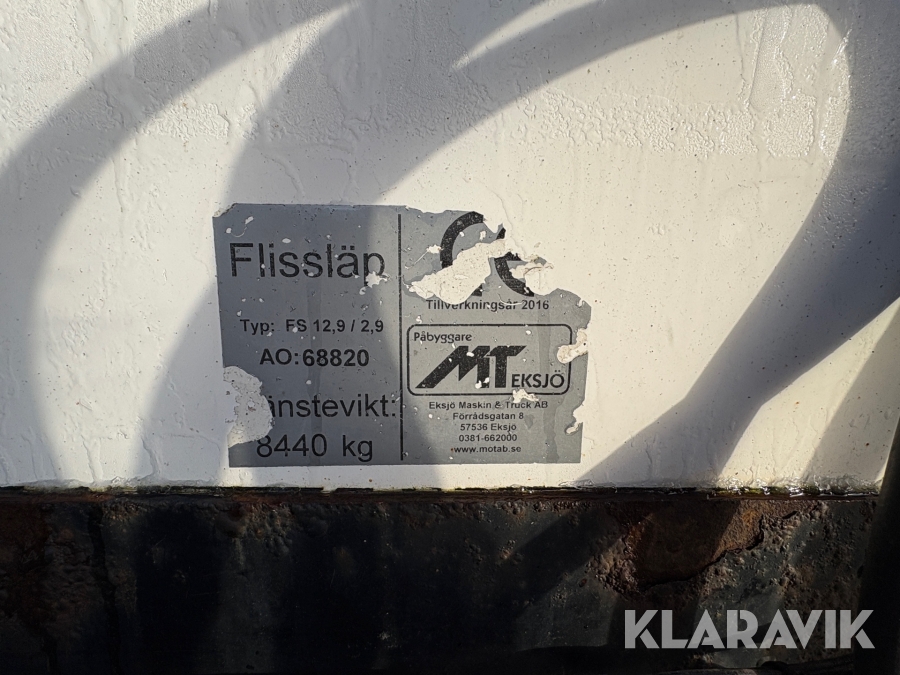 Flissläp
Typ: FS 12,9 / 2,9
AO:68820
nstevikt:
8440 kg
Tillverkningsår 2016
Påbyggare
MT EKSJÖ
Eksjö Maskin & Truck AB
Förrådsgatan 8
57536 Eksjö
0381-662000
www.motab.se
KLARAVIK